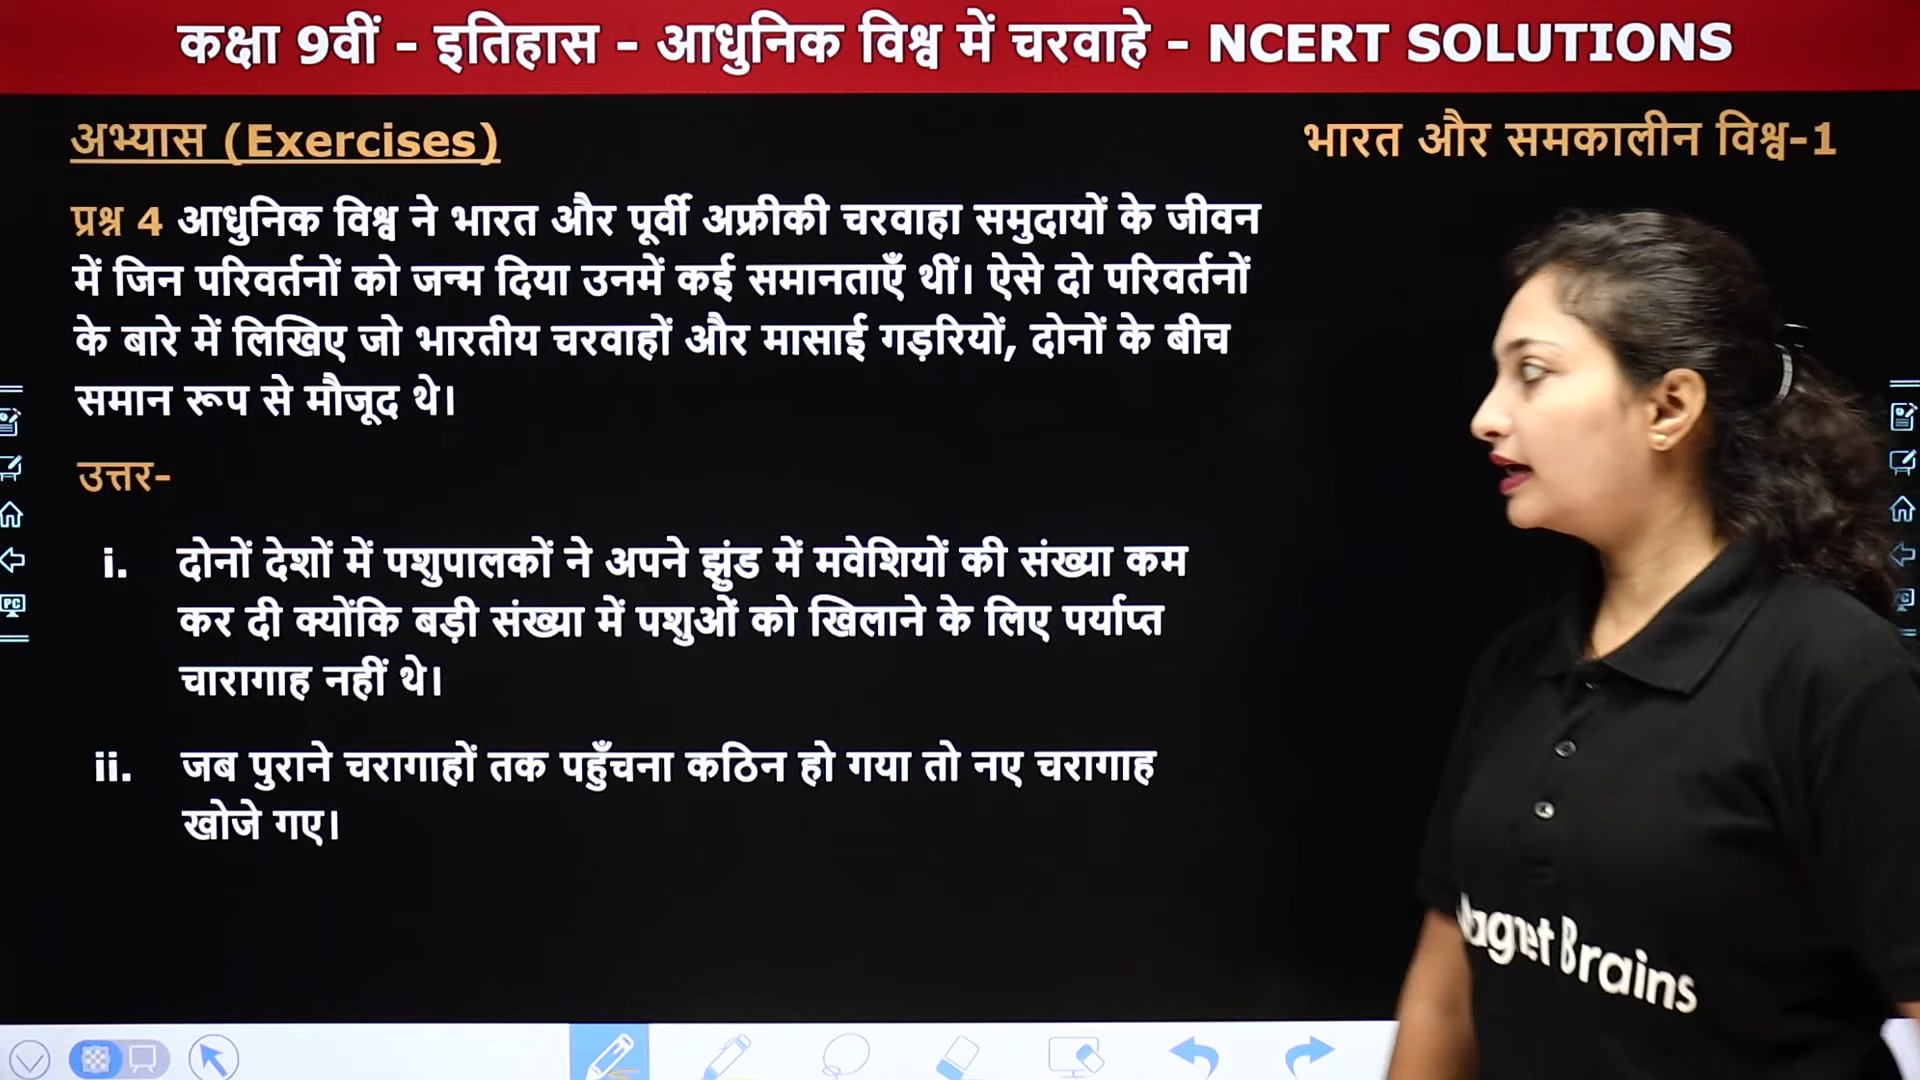 कक्षा 9वीं - इतिहास - आधुनिक विश्व में चरवाहे - NCERT SOLUTIONS
अभ्यास (Exercises)
भारत और समकालीन विश्व-1
प्रश्न 4 आधुनिक विश्व ने भारत और पूर्वी अफ्रीकी चरवाहा समुदायों के जीवन
में जिन परिवर्तनों को जन्म दिया उनमें कई समानताएँ थीं। ऐसे दो परिवर्तनों
के बारे में लिखिए जो भारतीय चरवाहों और मासाई गड़रियों, दोनों के बीच
समान रूप से मौजूद थे।
उत्तर-
i. दोनों देशों में पशुपालकों ने अपने झुंड में मवेशियों की संख्या कम
कर दी क्योंकि बड़ी संख्या में पशुओं को खिलाने के लिए पर्याप्त
चारागाह नहीं थे।
ii. जब पुराने चरागाहों तक पहुँचना कठिन हो गया तो नए चरागाह
खोजे गए।
agnet Brains
PC